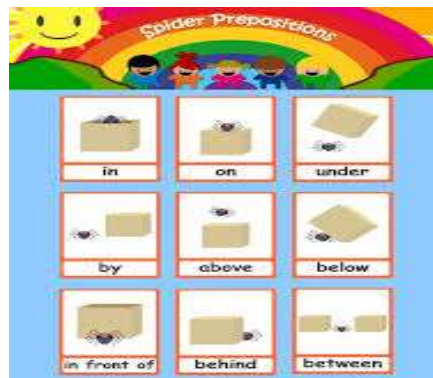 Spider Prepositions
in on under
by above below
in front of behind between